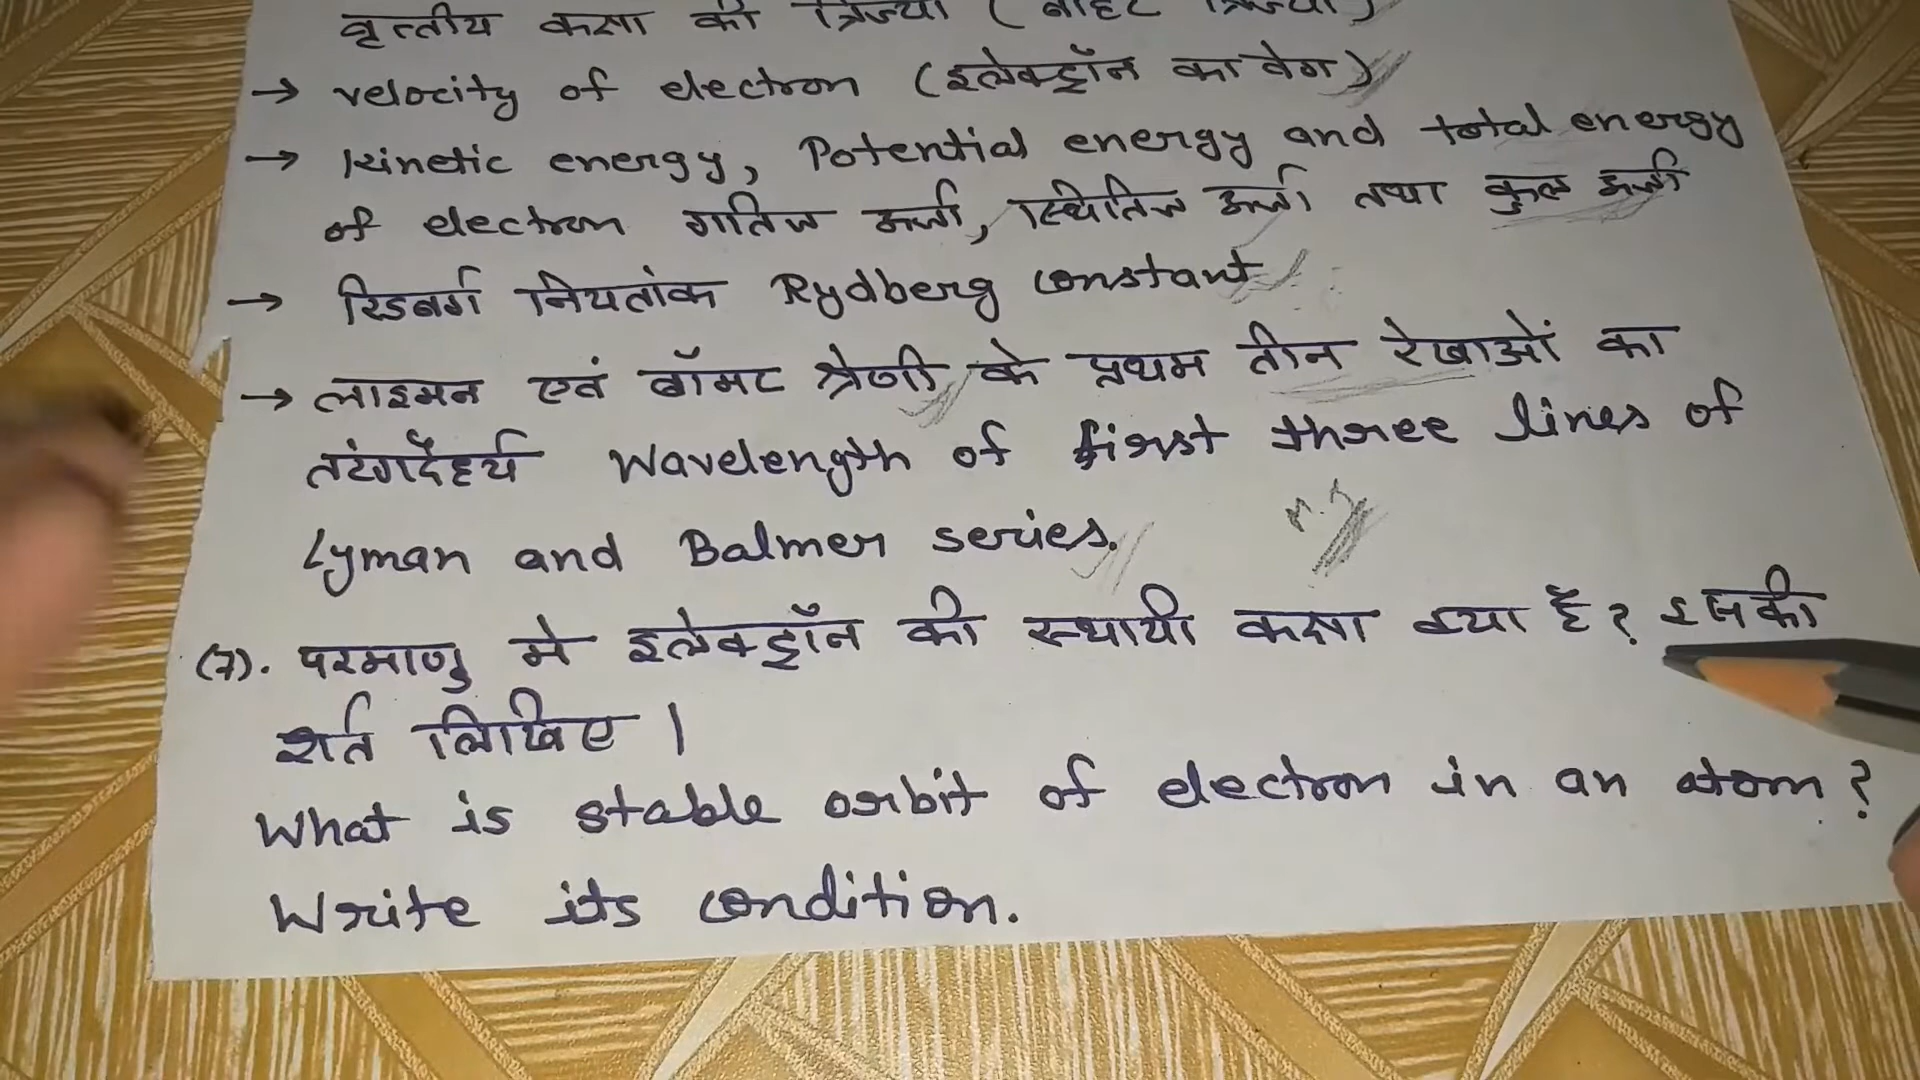 वृत्तीय कक्षा की त्रिज्या ( बोहर त्रिज्या )
→ velocity of electron (इलेक्ट्रॉन का वेग)
→ Kinetic energy, Potential energy and total energy
of electron गतिज ऊर्जा, स्थितिज ऊर्जा तथा कुल ऊर्जा
→ रिडबर्ग नियतांक Rydberg constant
→ लाइमन एवं बॉमर श्रेणी के प्रथम तीन रेखाओं का
तरंगदैर्ध्य Wavelength of first three lines of
Lyman and Balmer series.
(7). परमाणु मे इलेक्ट्रॉन की स्थायी कक्षा क्या है? इसकी
शर्त लिखिए |
What is stable orbit of electron in an atom?
Write its condition.